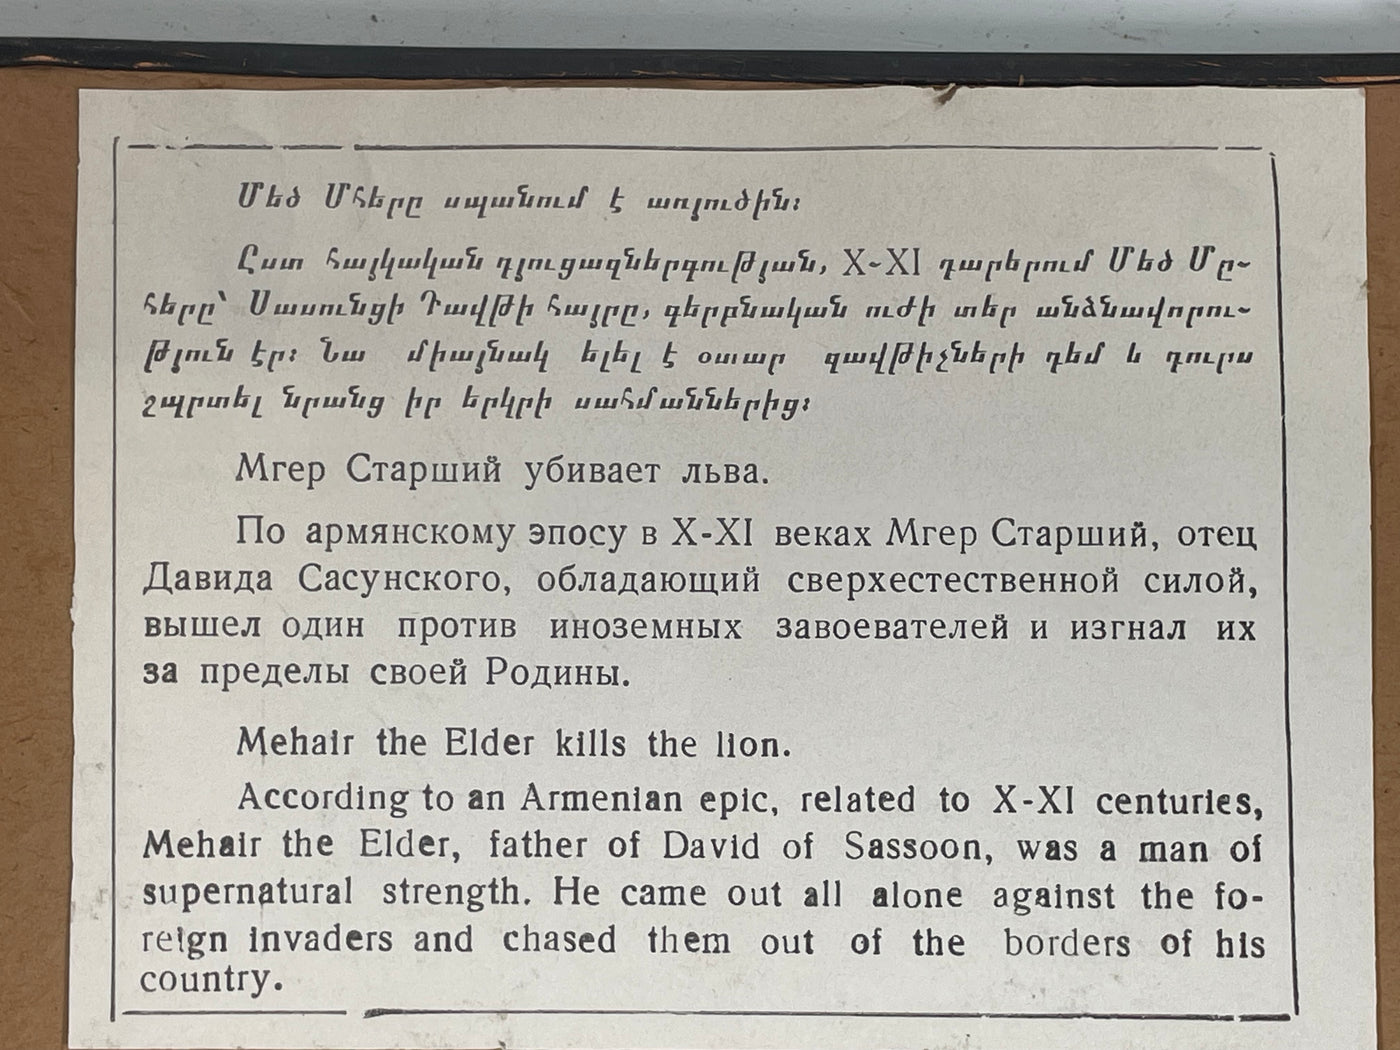 Մեծ Մհերը սպանում է առյուծին։
Ըստ հայկական դյուցազներգության, X-XI դարերում Մեծ Մը-
հերը՝ Սասունցի Դավթի հայրը, գերբնական ուժի տեր անձնավորու-
թյուն էր։ Նա միայնակ ելել է օտար զավթիչների դեմ և դուրս
շպրտել նրանց իր երկրի սահմաններից։
Мгер Старший убивает льва.
По армянскому эпосу в X-XI веках Мгер Старший, отец
Давида Сасунского, обладающий сверхестественной силой,
вышел один против иноземных завоевателей и изгнал их
за пределы своей Родины.
Mehair the Elder kills the lion.
According to an Armenian epic, related to X-XI centuries,
Mehair the Elder, father of David of Sassoon, was a man of
supernatural strength. He came out all alone against the fo-
reign invaders and chased them out of the borders of his
country.